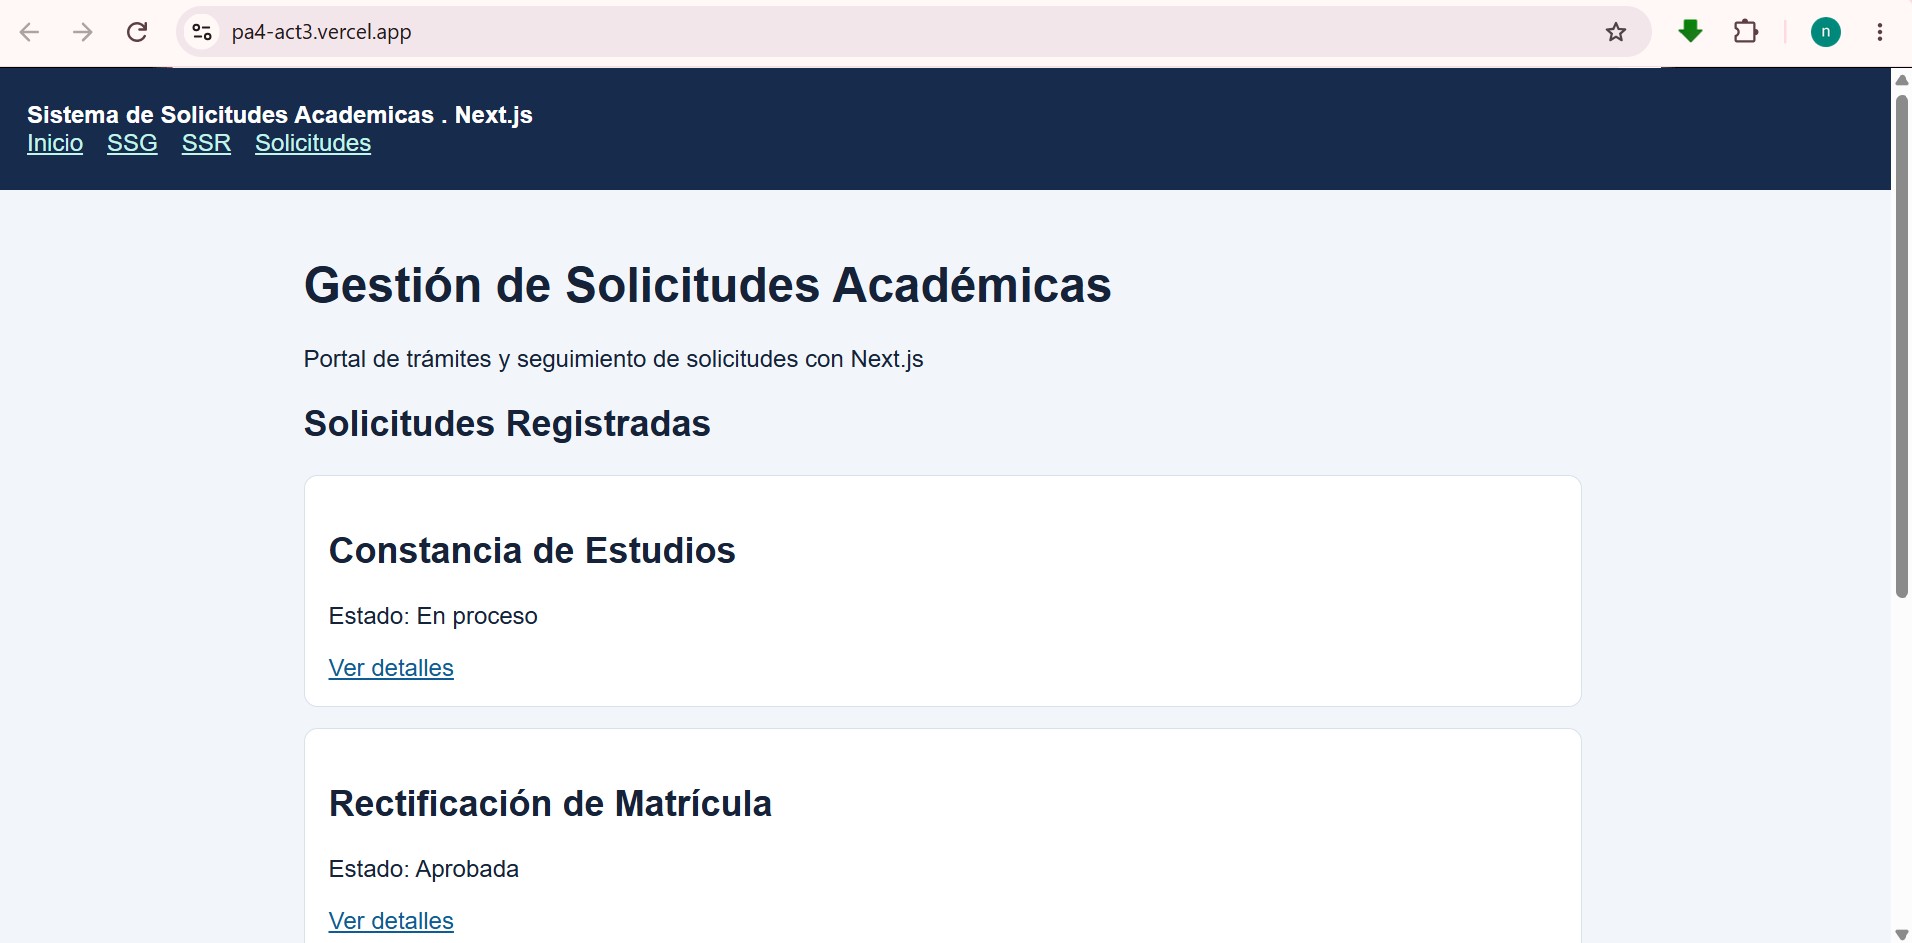 pa4-act3.vercel.app
n
Sistema de Solicitudes Academicas . Next.js
Inicio SSG SSR Solicitudes
Gestión de Solicitudes Académicas
Portal de trámites y seguimiento de solicitudes con Next.js
Solicitudes Registradas
Constancia de Estudios
Estado: En proceso
Ver detalles
Rectificación de Matrícula
Estado: Aprobada
Ver detalles